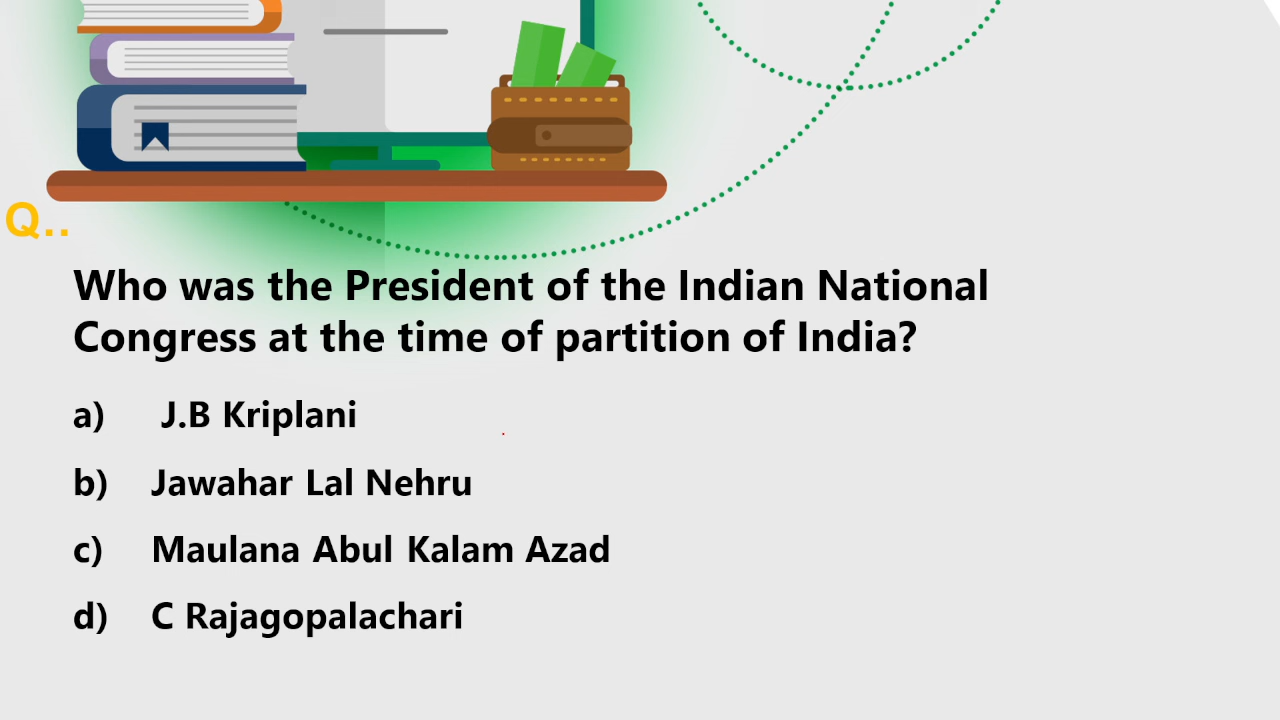 Q..
Who was the President of the Indian National
Congress at the time of partition of India?
a) J.B Kriplani
b) Jawahar Lal Nehru
c) Maulana Abul Kalam Azad
d) C Rajagopalachari